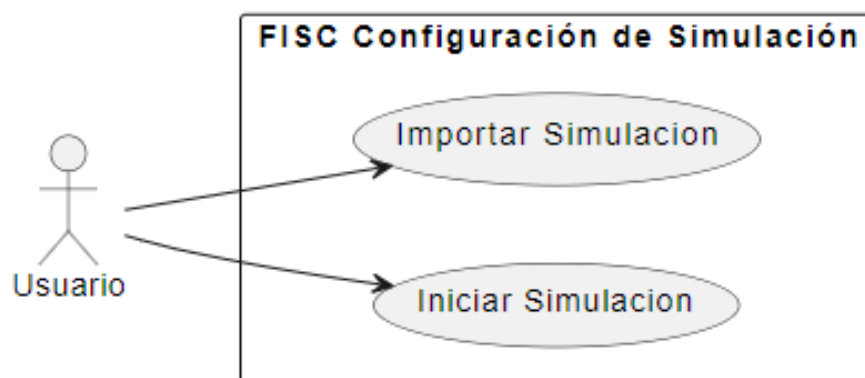 FISC Configuración de Simulación
Importar Simulacion
Usuario
Iniciar Simulacion